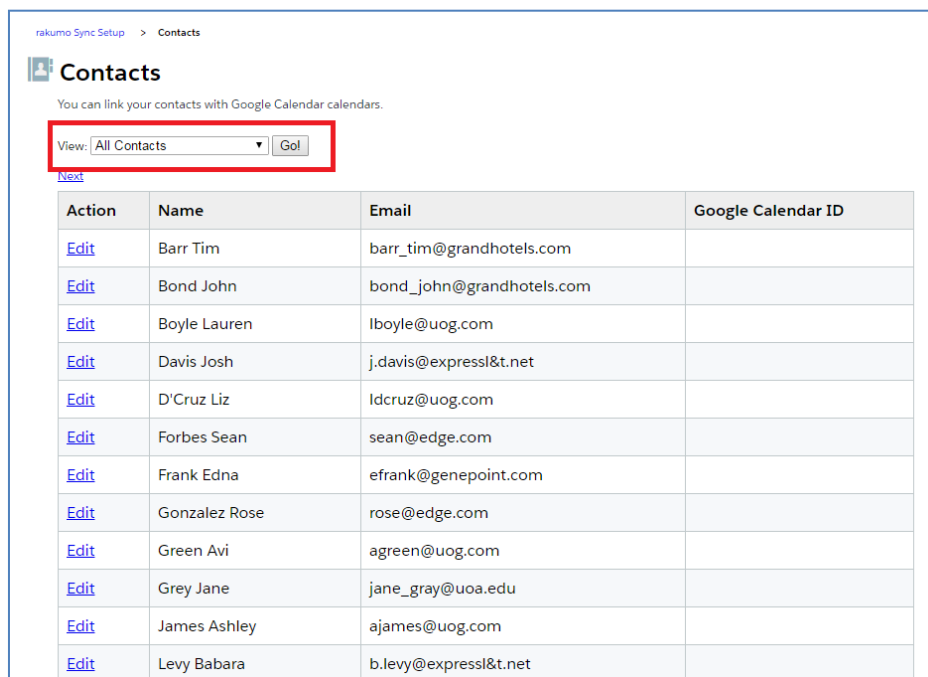 rakumo Sync Setup > Contacts
Contacts
You can link your contacts with Google Calendar calendars.
View: All Contacts Go!
Next
Action Name Email Google Calendar ID
Edit Barr Tim barr_tim@grandhotels.com
Edit Bond John bond_john@grandhotels.com
Edit Boyle Lauren lboyle@uog.com
Edit Davis Josh j.davis@expressl&t.net
Edit D'Cruz Liz ldcruz@uog.com
Edit Forbes Sean sean@edge.com
Edit Frank Edna efrank@genepoint.com
Edit Gonzalez Rose rose@edge.com
Edit Green Avi agreen@uog.com
Edit Grey Jane jane_gray@uoa.edu
Edit James Ashley ajames@uog.com
Edit Levy Babara b.levy@expressl&t.net